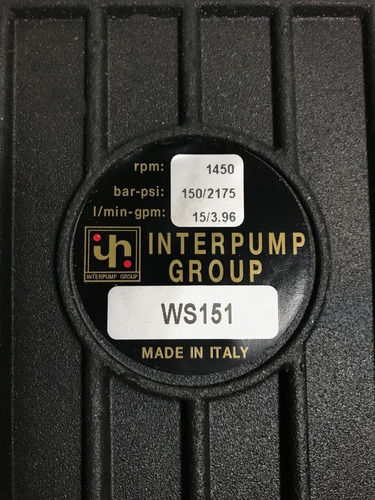 rpm: 1450
bar-psi: 150/2175
l/min-gpm: 15/3.96
ih
INTERPUMP GROUP
INTERPUMP
GROUP
WS151
MADE IN ITALY